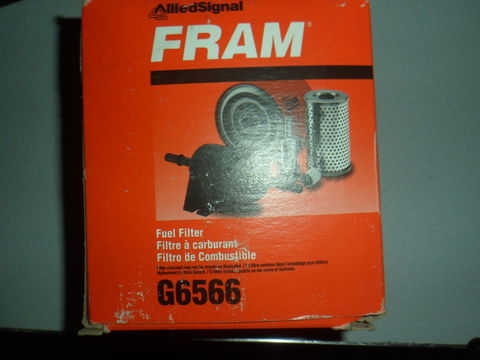 AlliedSignal
FRAM®
Fuel Filter
Filtre à carburant
Filtro de Combustible
G6566